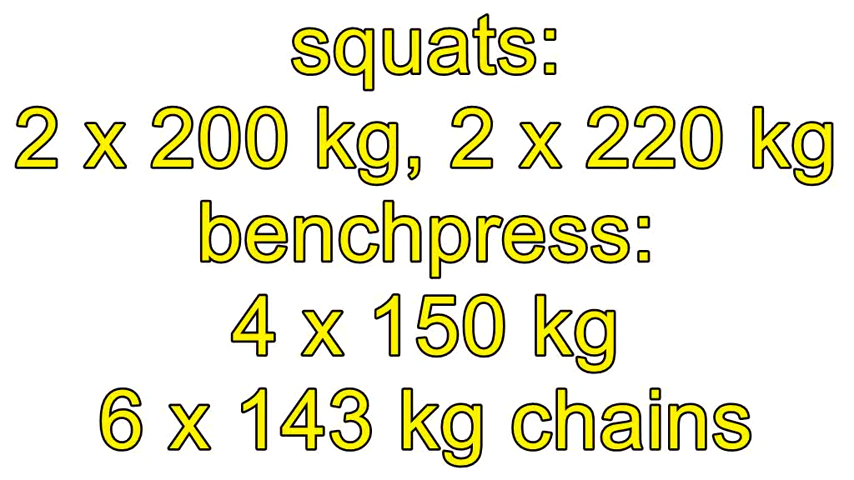 squats:
2 x 200 kg, 2 x 220 kg
benchpress:
4 x 150 kg
6 x 143 kg chains